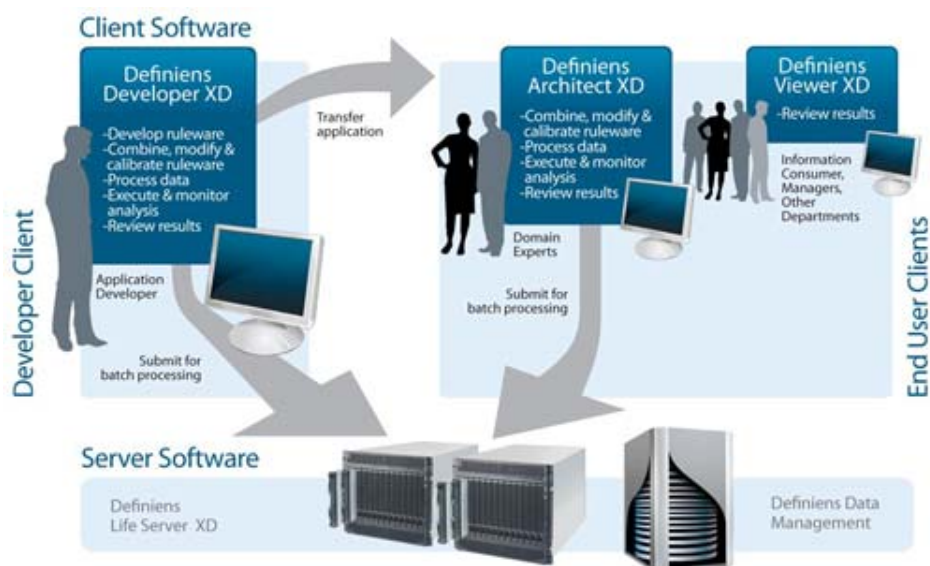 Client Software
Definiens
Developer XD
-Develop ruleware
-Combine, modify &
calibrate ruleware
-Process data
-Execute & monitor
analysis
-Review results
Application
Developer
Submit for
batch processing
Transfer
application
Definiens
Architect XD
-Combine, modify &
calibrate ruleware
-Process data
-Execute & monitor
analysis
-Review results
Domain
Experts
Submit for
batch processing
Definiens
Viewer XD
-Review results
Information
Consumer,
Managers,
Other
Departments
Developer Client
End User Clients
Server Software
Definiens
Life Server XD
Definiens Data
Management